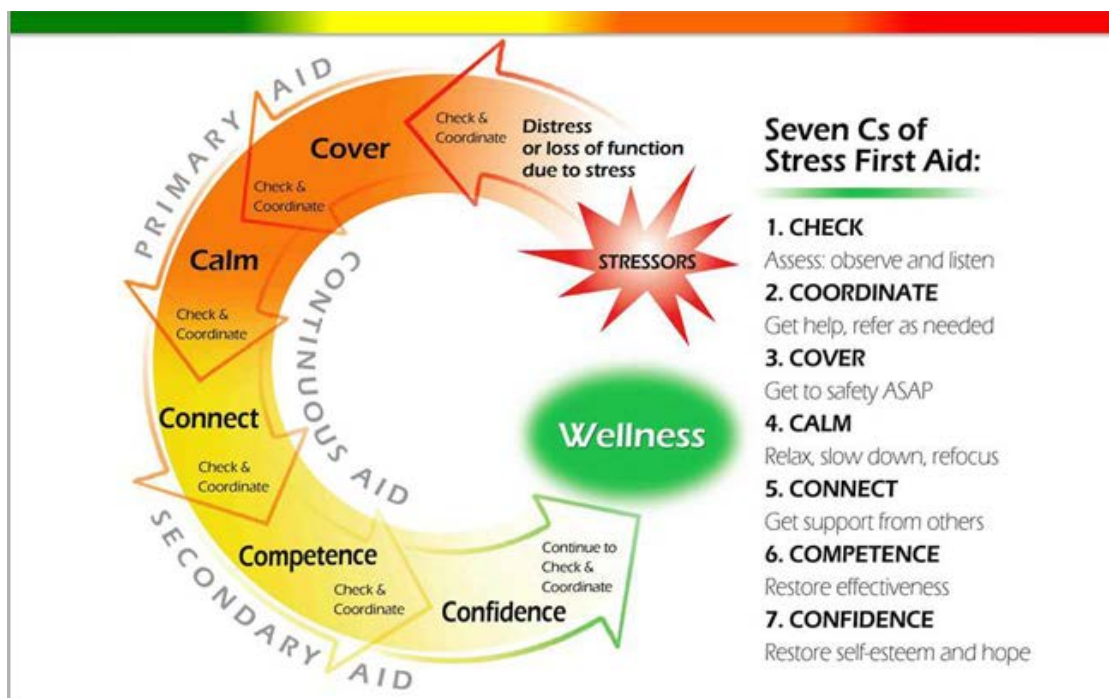 PRIMARY AID
CONTINUOUS AID
SECONDARY AID
STRESSORS
Distress
or loss of function
due to stress
Check &
Coordinate
Cover
Check &
Coordinate
Calm
Check &
Coordinate
Connect
Check &
Coordinate
Competence
Check &
Coordinate
Confidence
Continue to
Check &
Coordinate
Wellness
Seven Cs of
Stress First Aid:
1. CHECK
Assess: observe and listen
2. COORDINATE
Get help, refer as needed
3. COVER
Get to safety ASAP
4. CALM
Relax, slow down, refocus
5. CONNECT
Get support from others
6. COMPETENCE
Restore effectiveness
7. CONFIDENCE
Restore self-esteem and hope